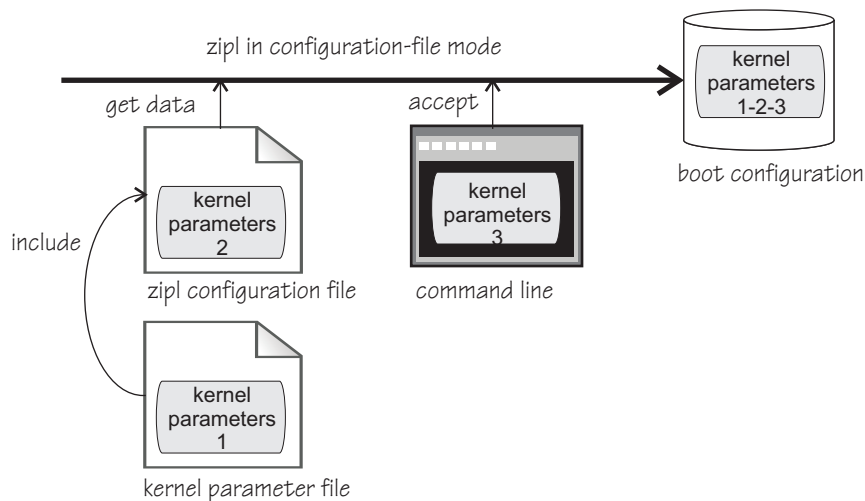 zipl in configuration-file mode
kernel
parameters
1-2-3
boot configuration
get data
accept
kernel
parameters
2
zipl configuration file
kernel
parameters
3
command line
include
kernel
parameters
1
kernel parameter file